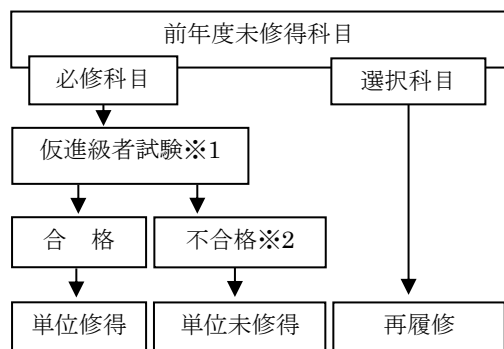 前年度未修得科目
必修科目
選択科目
仮進級者試験※1
合　格
不合格※2
単位修得
単位未修得
再履修